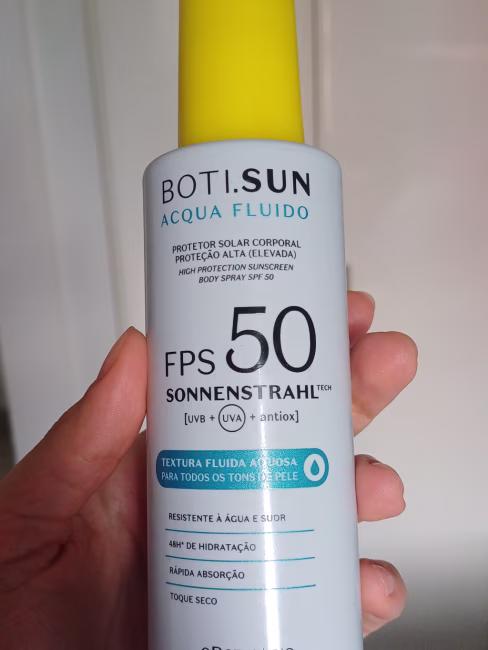 BOTI.SUN
ACQUA FLUIDO
PROTETOR SOLAR CORPORAL
PROTEÇÃO ALTA (ELEVADA)
HIGH PROTECTION SUNSCREEN
BODY SPRAY SPF 50
FPS 50
SONNENSTRAHL TECH
[UVB + UVA + antiox]
TEXTURA FLUIDA AQUOSA
PARA TODOS OS TONS DE PELE
RESISTENTE À ÁGUA E SUOR
48H* DE HIDRATAÇÃO
RÁPIDA ABSORÇÃO
TOQUE SECO